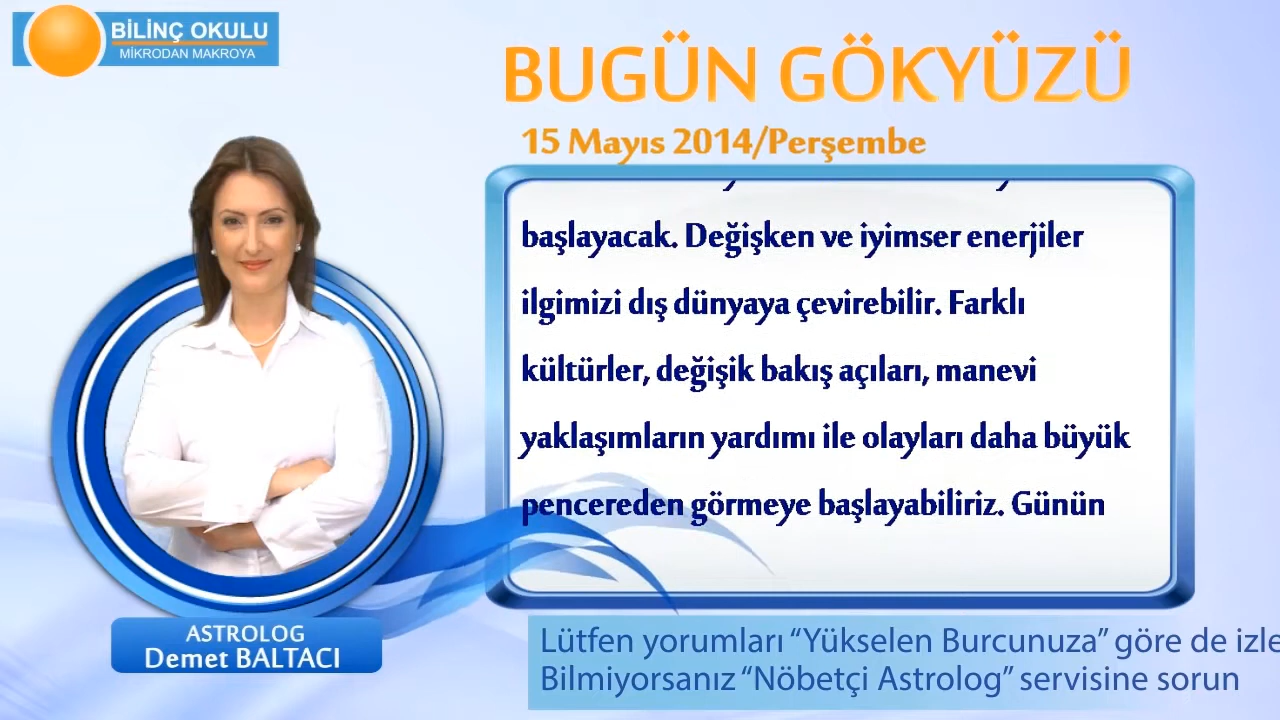 BİLİNÇ OKULU
MİKRODAN MAKROYA
BUGÜN GÖKYÜZÜ
15 Mayıs 2014/Perşembe
başlayacak. Değişken ve iyimser enerjiler
ilgimizi dış dünyaya çevirebilir. Farklı
kültürler, değişik bakış açıları, manevi
yaklaşımların yardımı ile olayları daha büyük
pencereden görmeye başlayabiliriz. Günün
ASTROLOG
Demet BALTACI
Lütfen yorumları “Yükselen Burcunuza” göre de izle
Bilmiyorsanız “Nöbetçi Astrolog” servisine sorun